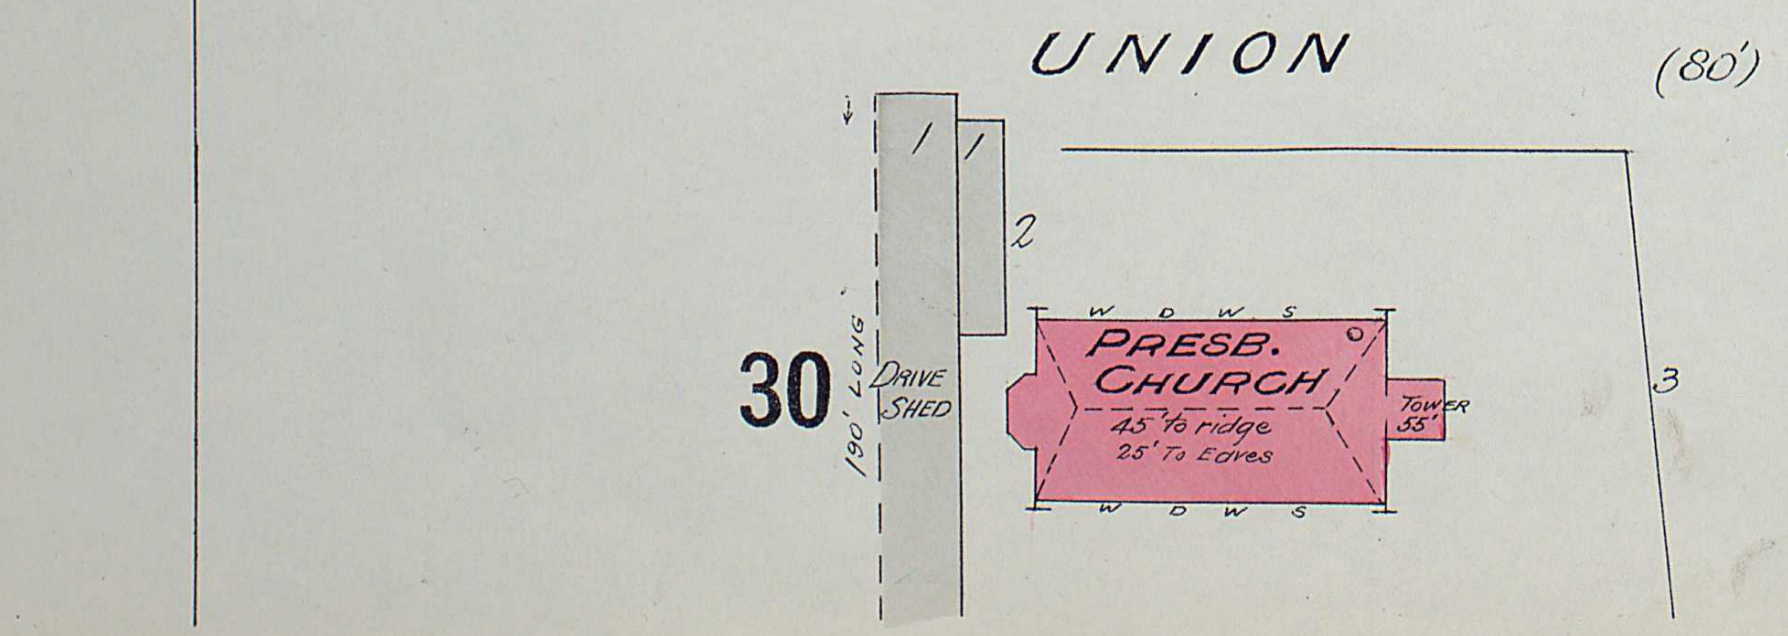 UNION (80')
1 1
2
W D W S
PRESB.
CHURCH
45' to ridge
25' To Eaves
W D W S
TOWER
55'
3
30
190' LONG
DRIVE
SHED